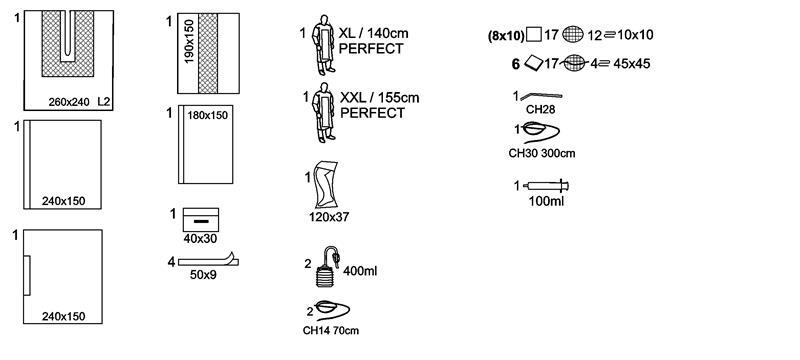 1
260x240 L2
1
240x150
1
240x150
1
190x150
1
180x150
1
40x30
4
50x9
1
XL / 140cm
PERFECT
1
XXL / 155cm
PERFECT
1
120x37
2
400ml
2
CH14 70cm
(8x10) 17 12 10x10
6 17 4 45x45
1
CH28
1
CH30 300cm
1
100ml